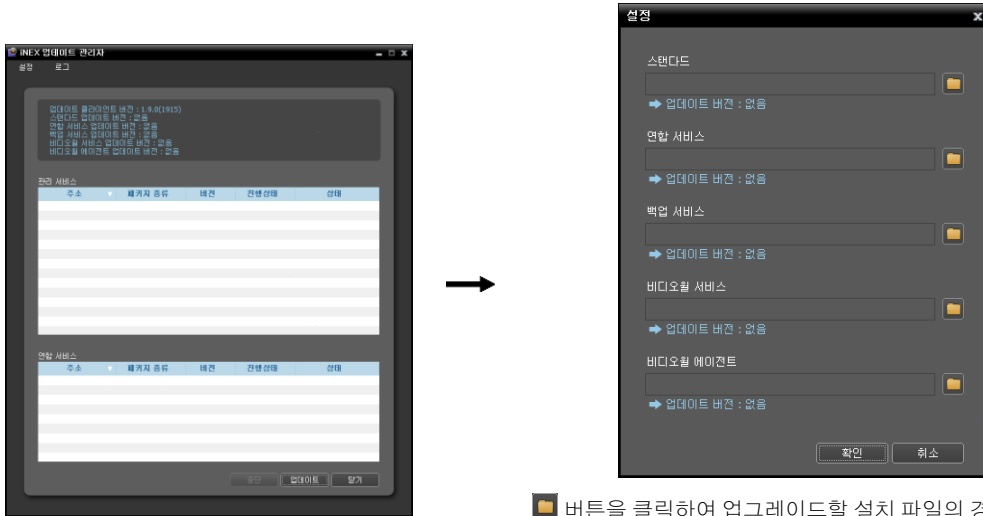 iNEX 업데이트 관리자
설정 로그
업데이트 클라이언트 버전 : 1.9.0(1915)
스탠다드 업데이트 버전 : 없음
연합 서비스 업데이트 버전 : 없음
백업 서비스 업데이트 버전 : 없음
비디오월 서비스 업데이트 버전 : 없음
비디오월 에이전트 업데이트 버전 : 없음
관리 서비스
주소 패키지 종류 버전 진행상태 상태
연합 서비스
주소 패키지 종류 버전 진행상태 상태
중단 업데이트 닫기
설정
스탠다드
업데이트 버전 : 없음
연합 서비스
업데이트 버전 : 없음
백업 서비스
업데이트 버전 : 없음
비디오월 서비스
업데이트 버전 : 없음
비디오월 에이전트
업데이트 버전 : 없음
확인 취소
버튼을 클릭하여 업그레이드할 설치 파일의